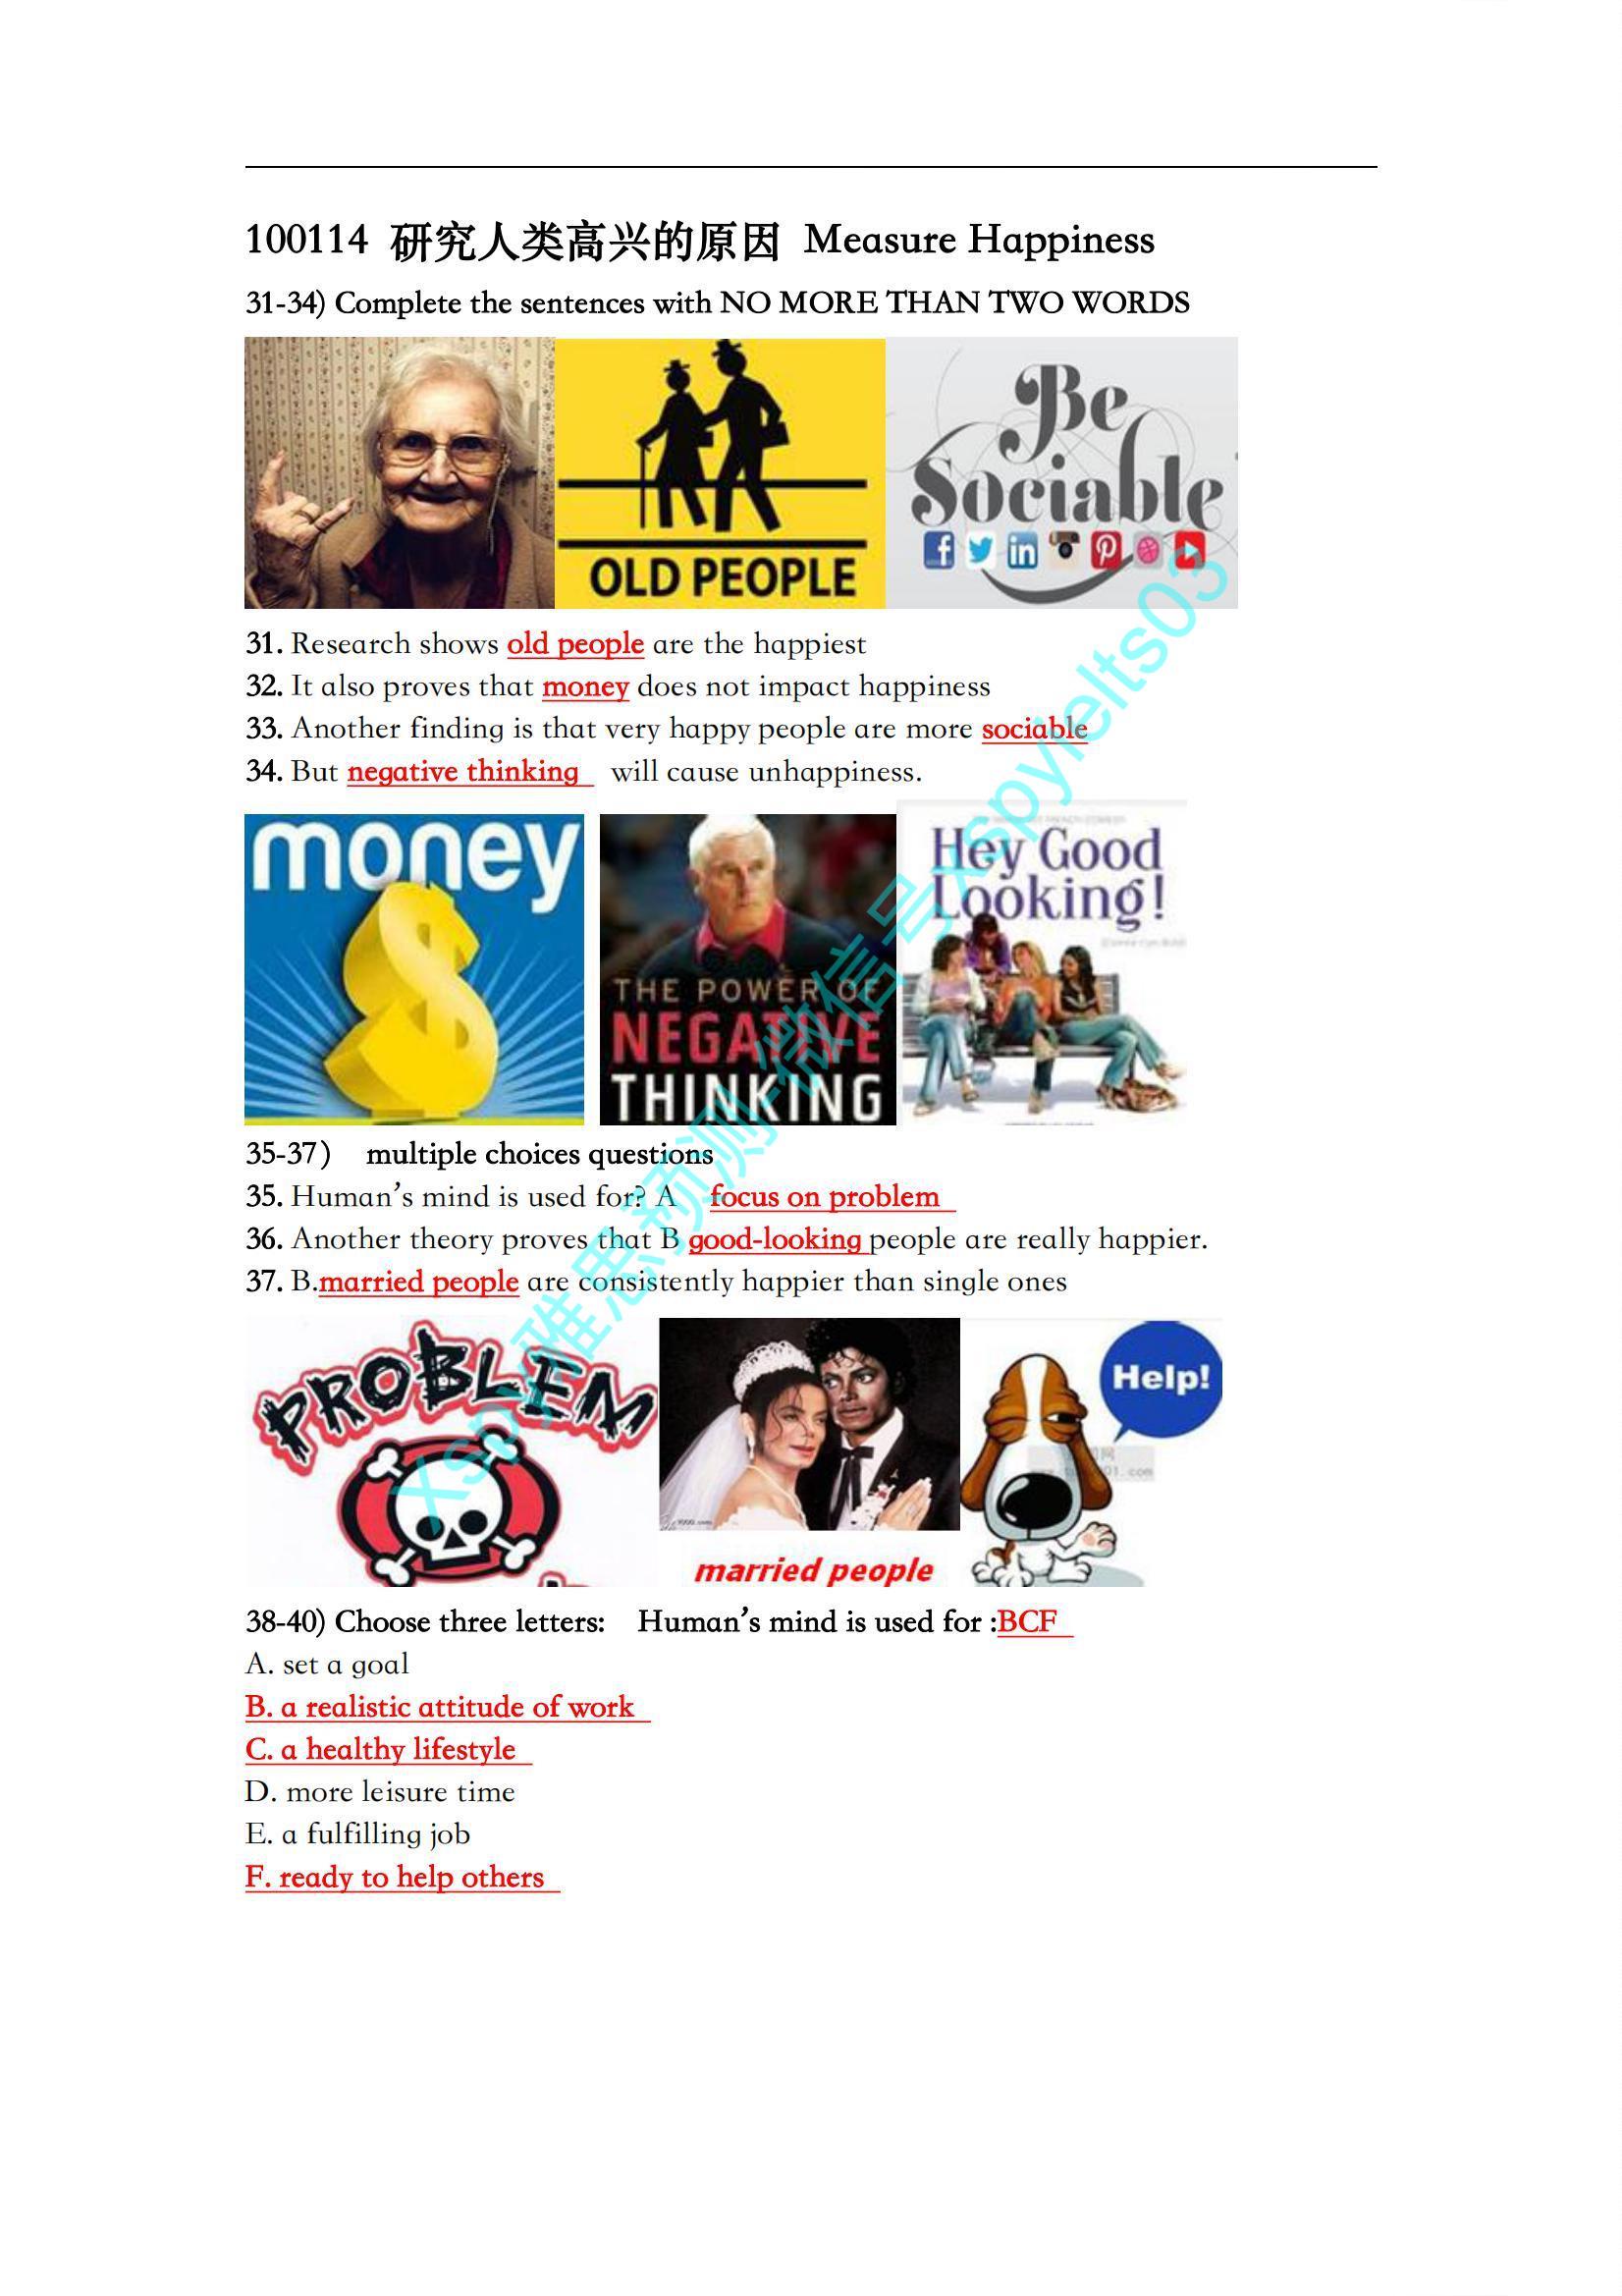 100114 研究人类高兴的原因 Measure Happiness
31-34) Complete the sentences with NO MORE THAN TWO WORDS
Be
Sociable
OLD PEOPLE
31. Research shows old people are the happiest
32. It also proves that money does not impact happiness
33. Another finding is that very happy people are more sociable
34. But negative thinking will cause unhappiness.
money
THE POWER OF
NEGATIVE
THINKING
Hey Good
Looking!
35-37) multiple choices questions
35. Human's mind is used for? A focus on problem
36. Another theory proves that B good-looking people are really happier.
37. B.married people are consistently happier than single ones
PROBLEM
Help!
married people
38-40) Choose three letters: Human's mind is used for :BCF
A. set a goal
B. a realistic attitude of work
C. a healthy lifestyle
D. more leisure time
E. a fulfilling job
F. ready to help others
Xspy雅思预测-微信号xspyielts03